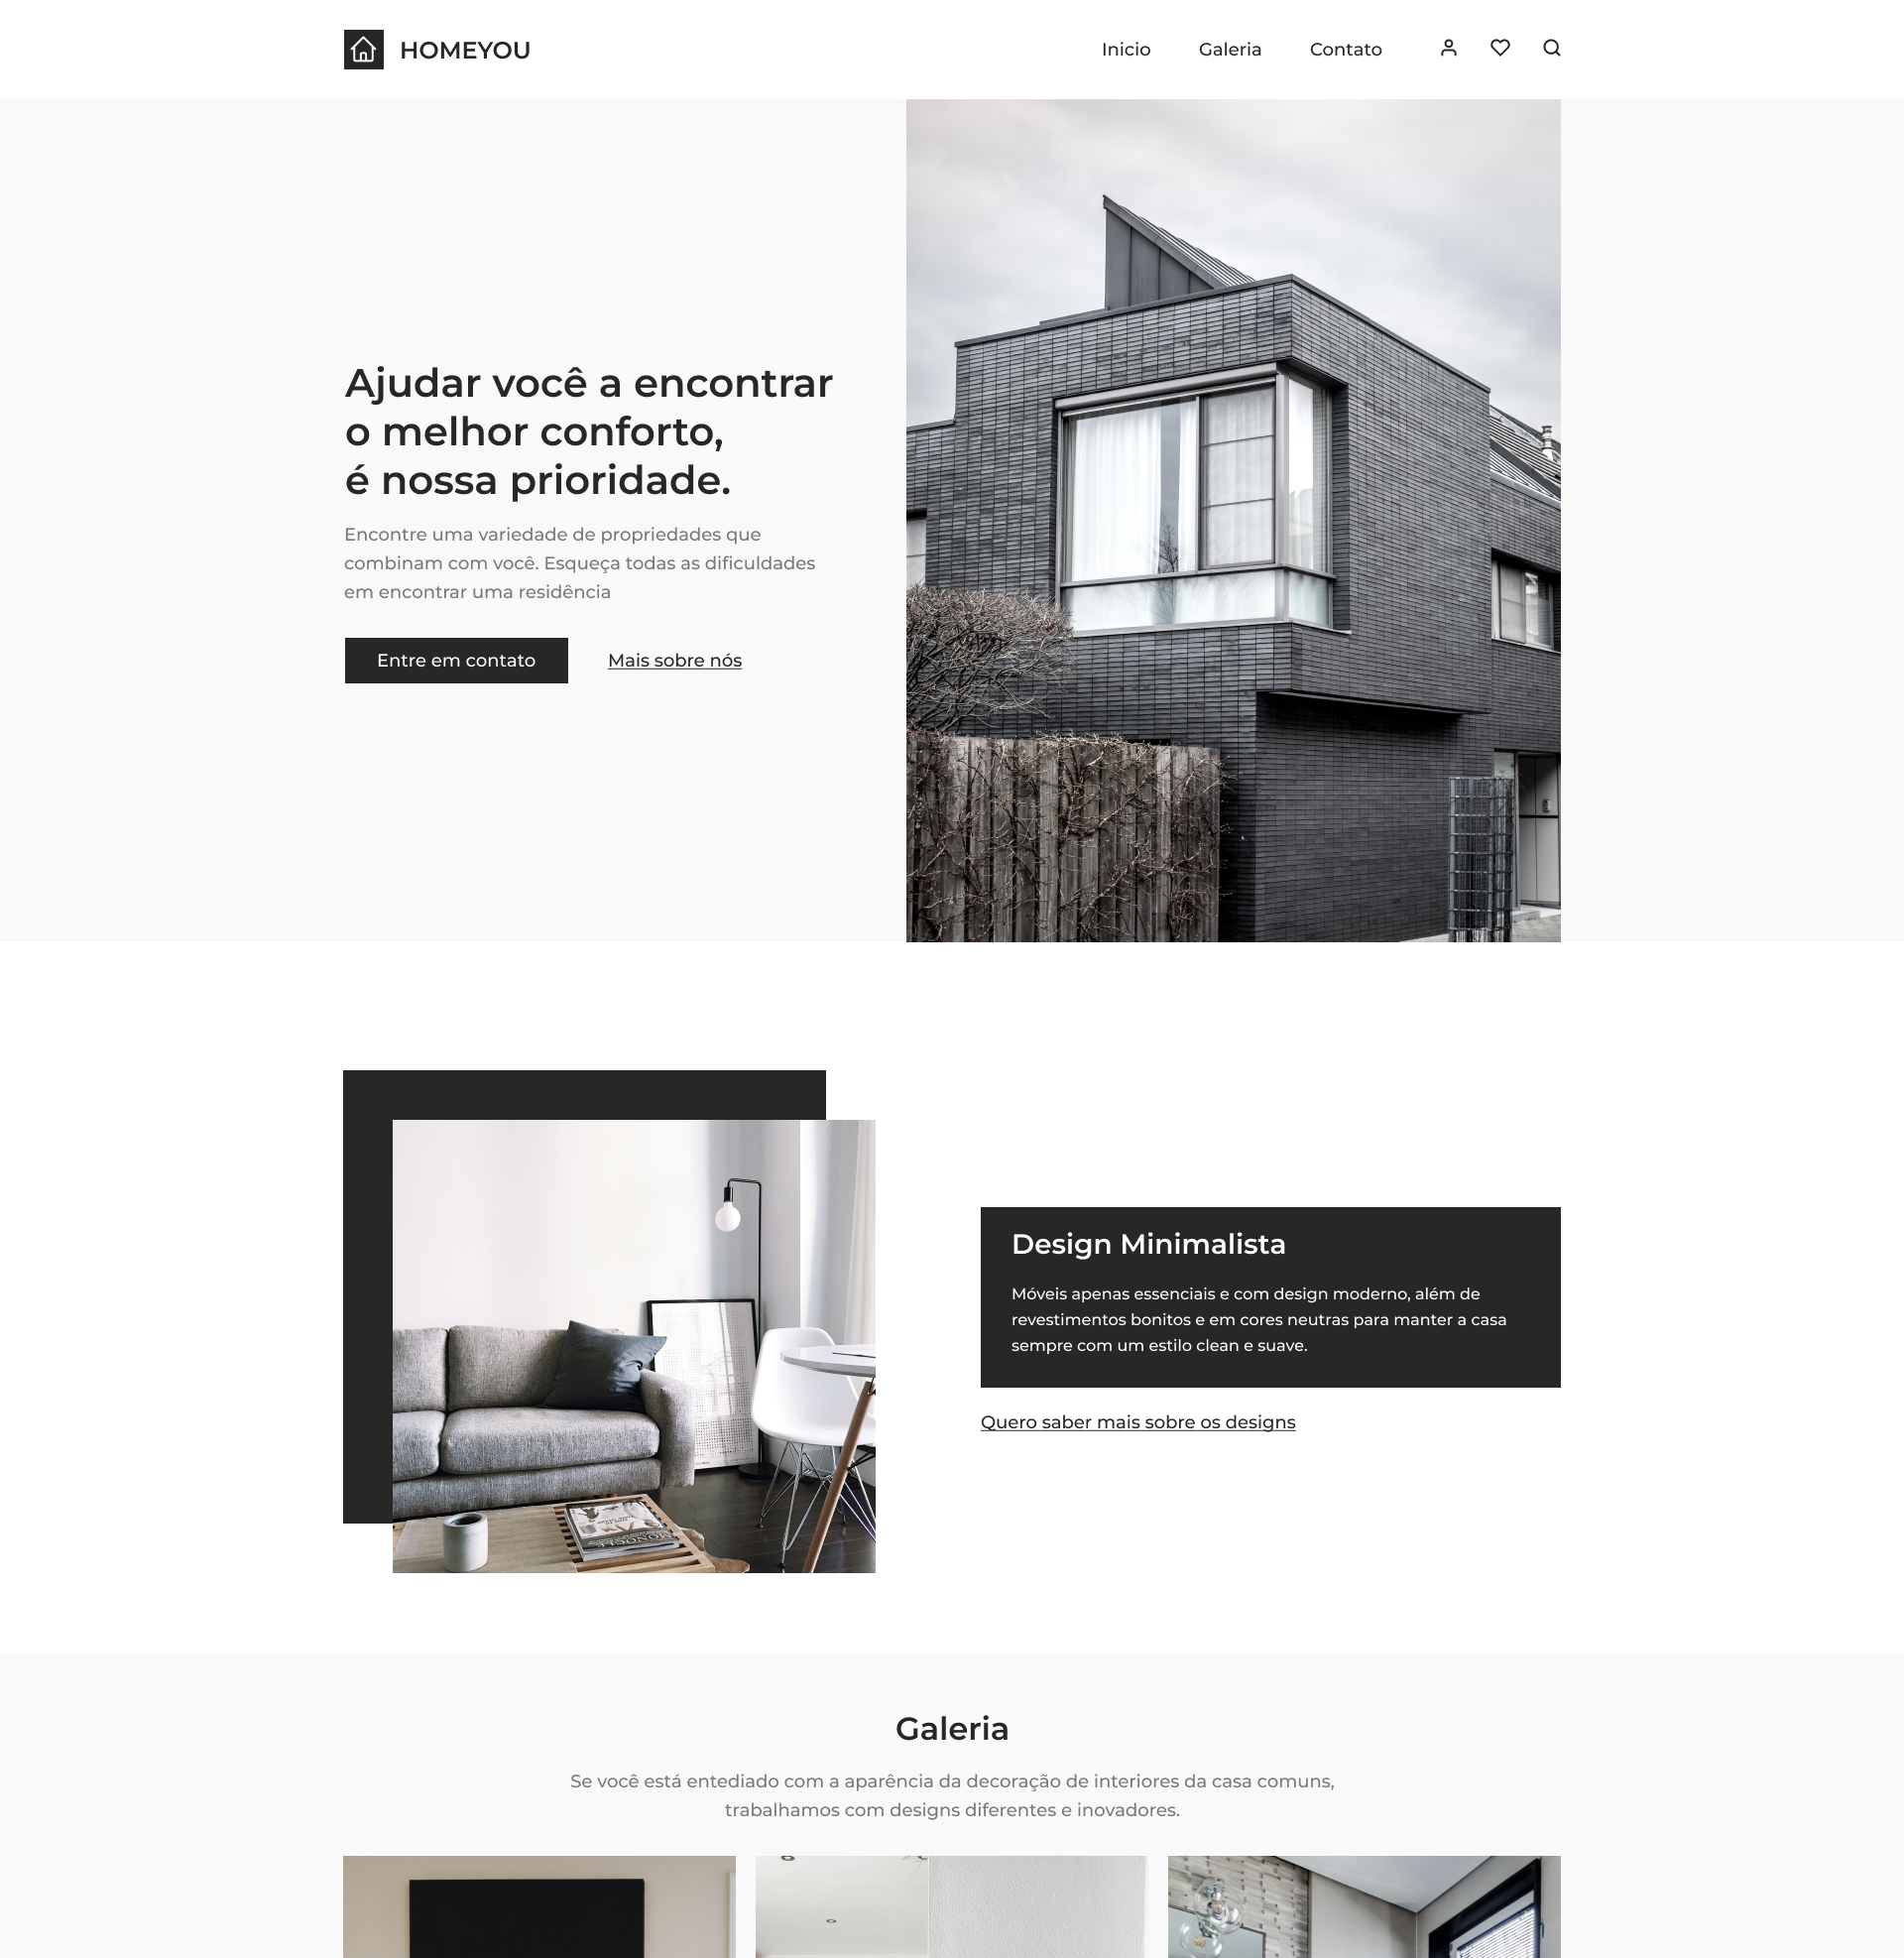 HOMEYOU
Inicio
Galeria
Contato
Ajudar você a encontrar
o melhor conforto,
é nossa prioridade.
Encontre uma variedade de propriedades que
combinam com você. Esqueça todas as dificuldades
em encontrar uma residência
Entre em contato
Mais sobre nós
Design Minimalista
Móveis apenas essenciais e com design moderno, além de
revestimentos bonitos e em cores neutras para manter a casa
sempre com um estilo clean e suave.
Quero saber mais sobre os designs
Galeria
Se você está entediado com a aparência da decoração de interiores da casa comuns,
trabalhamos com designs diferentes e inovadores.